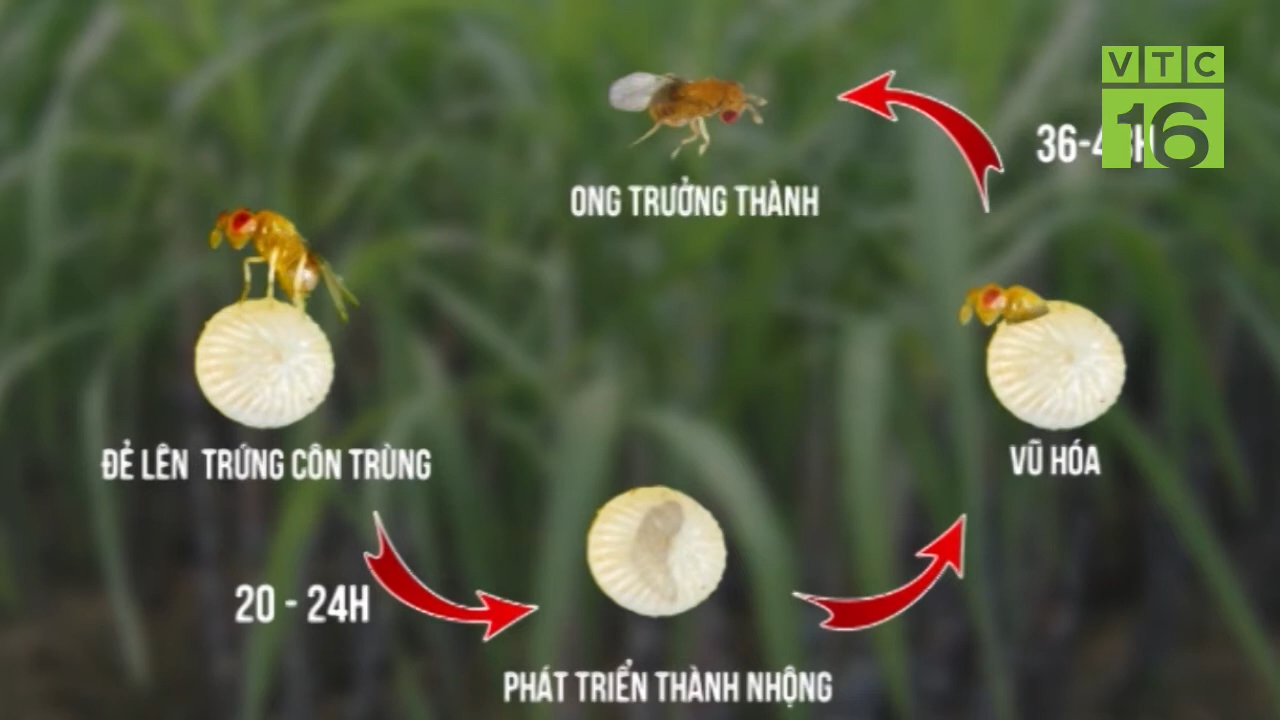 VTC
16
ONG TRƯỞNG THÀNH
ĐẺ LÊN TRỨNG CÔN TRÙNG
VŨ HÓA
20 - 24H
PHÁT TRIỂN THÀNH NHỘNG